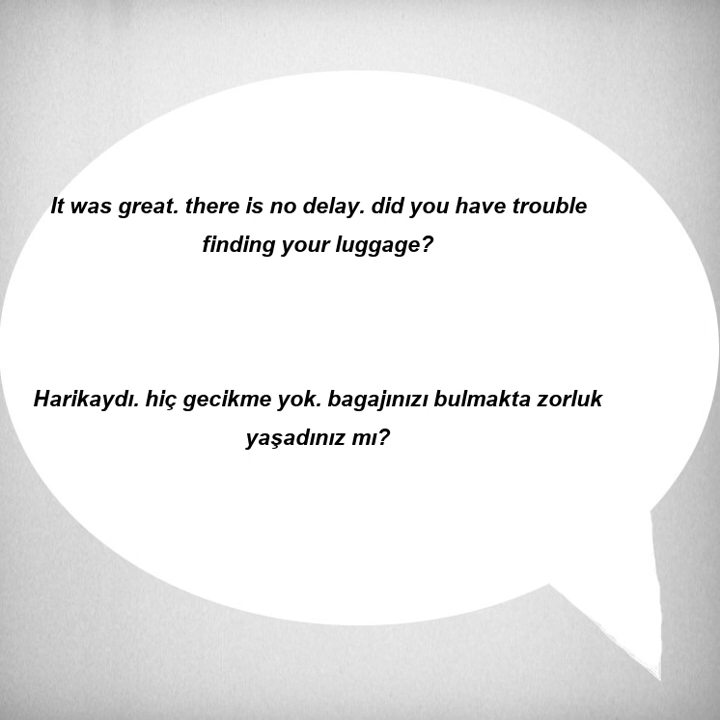 It was great. there is no delay. did you have trouble
finding your luggage?
Harikaydı. hiç gecikme yok. bagajınızı bulmakta zorluk
yaşadınız mı?